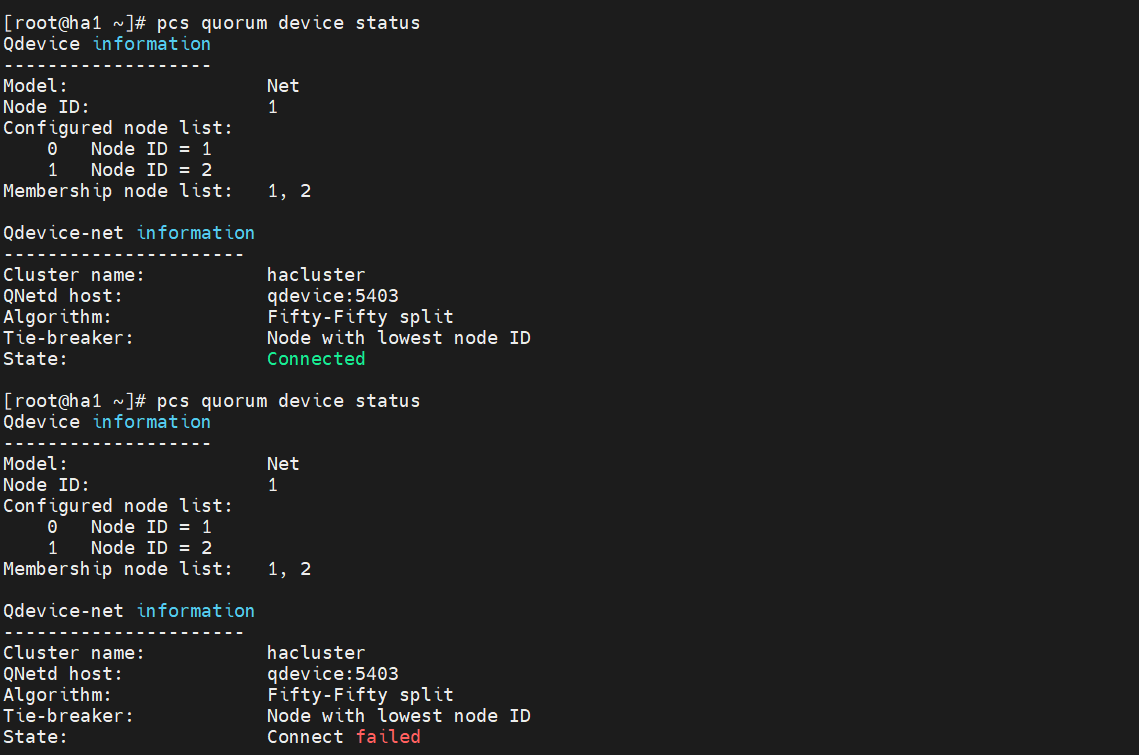 [root@ha1 ~]# pcs quorum device status
Qdevice information
-------------------
Model:                  Net
Node ID:                1
Configured node list:
    0   Node ID = 1
    1   Node ID = 2
Membership node list:   1, 2

Qdevice-net information
----------------------
Cluster name:           hacluster
QNetd host:             qdevice:5403
Algorithm:              Fifty-Fifty split
Tie-breaker:            Node with lowest node ID
State:                  Connected

[root@ha1 ~]# pcs quorum device status
Qdevice information
-------------------
Model:                  Net
Node ID:                1
Configured node list:
    0   Node ID = 1
    1   Node ID = 2
Membership node list:   1, 2

Qdevice-net information
----------------------
Cluster name:           hacluster
QNetd host:             qdevice:5403
Algorithm:              Fifty-Fifty split
Tie-breaker:            Node with lowest node ID
State:                  Connect failed